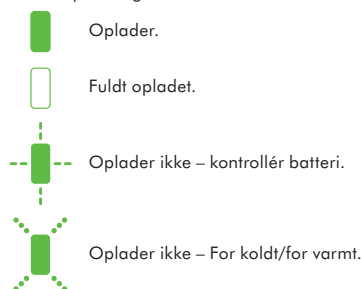 Oplader.
Fuldt opladet.
Oplader ikke – kontrollér batteri.
Oplader ikke – For koldt/for varmt.